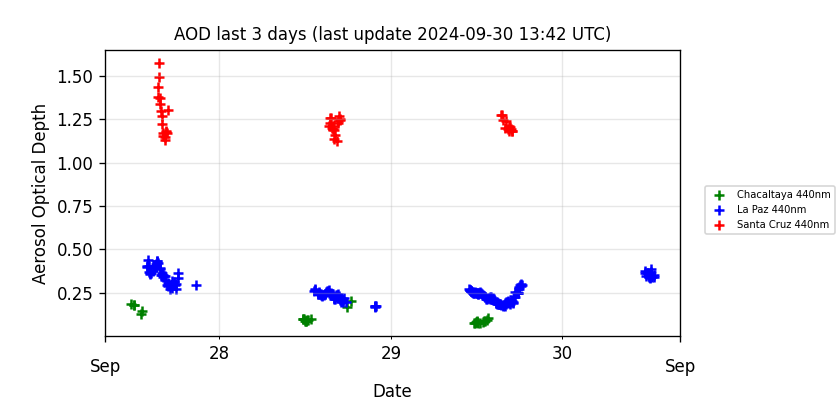 AOD last 3 days (last update 2024-09-30 13:42 UTC)
Aerosol Optical Depth
1.50
1.25
1.00
0.75
0.50
0.25
28
29
30
Sep
Sep
Date
Chacaltaya 440nm
La Paz 440nm
Santa Cruz 440nm